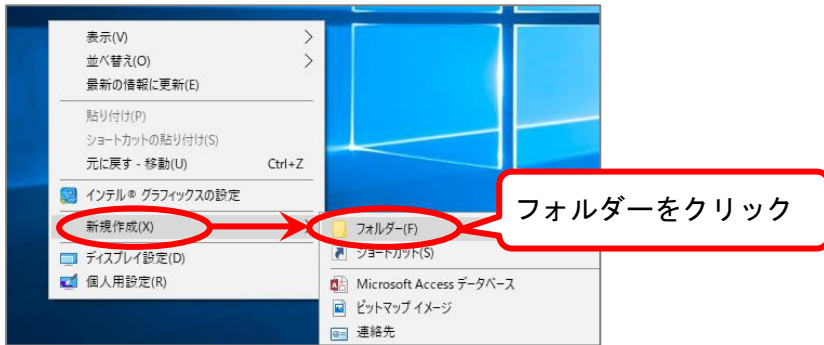 表示(V)
並べ替え(O)
最新の情報に更新(E)
貼り付け(P)
ショートカットの貼り付け(S)
元に戻す - 移動(U) Ctrl+Z
インテル® グラフィックスの設定
新規作成(X)
ディスプレイ設定(D)
個人用設定(R)
フォルダー(F)
ショートカット(S)
Microsoft Access データベース
ビットマップ イメージ
連絡先
フォルダーをクリック